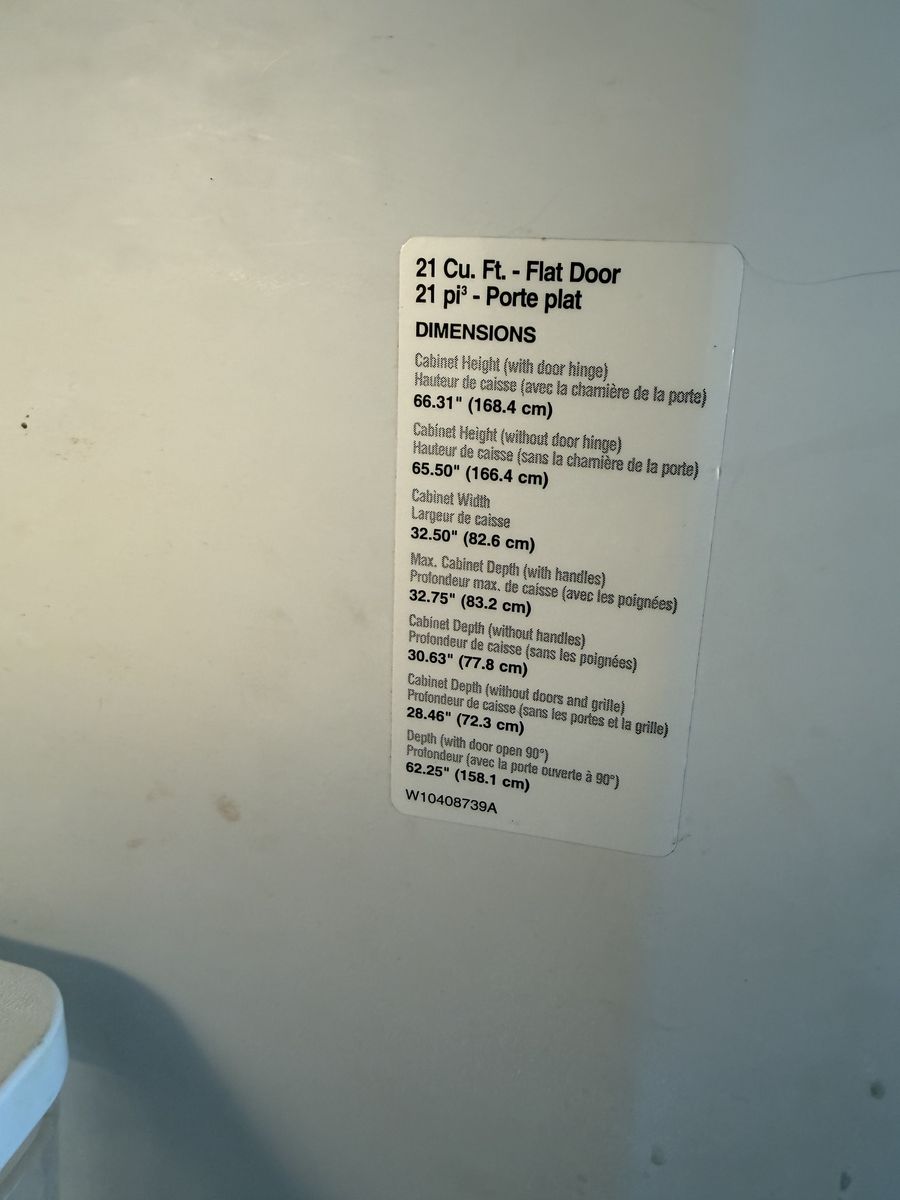 21 Cu. Ft. - Flat Door
21 pi³ - Porte plat
DIMENSIONS
Cabinet Height (with door hinge)
Hauteur de caisse (avec la charnière de la porte)
66.31" (168.4 cm)
Cabinet Height (without door hinge)
Hauteur de caisse (sans la charnière de la porte)
65.50" (166.4 cm)
Cabinet Width
Largeur de caisse
32.50" (82.6 cm)
Max. Cabinet Depth (with handles)
Profondeur max. de caisse (avec les poignées)
32.75" (83.2 cm)
Cabinet Depth (without handles)
Profondeur de caisse (sans les poignées)
30.63" (77.8 cm)
Cabinet Depth (without doors and grille)
Profondeur de caisse (sans les portes et la grille)
28.46" (72.3 cm)
Depth (with door open 90°)
Profondeur (avec la porte ouverte à 90°)
62.25" (158.1 cm)
W10408739A